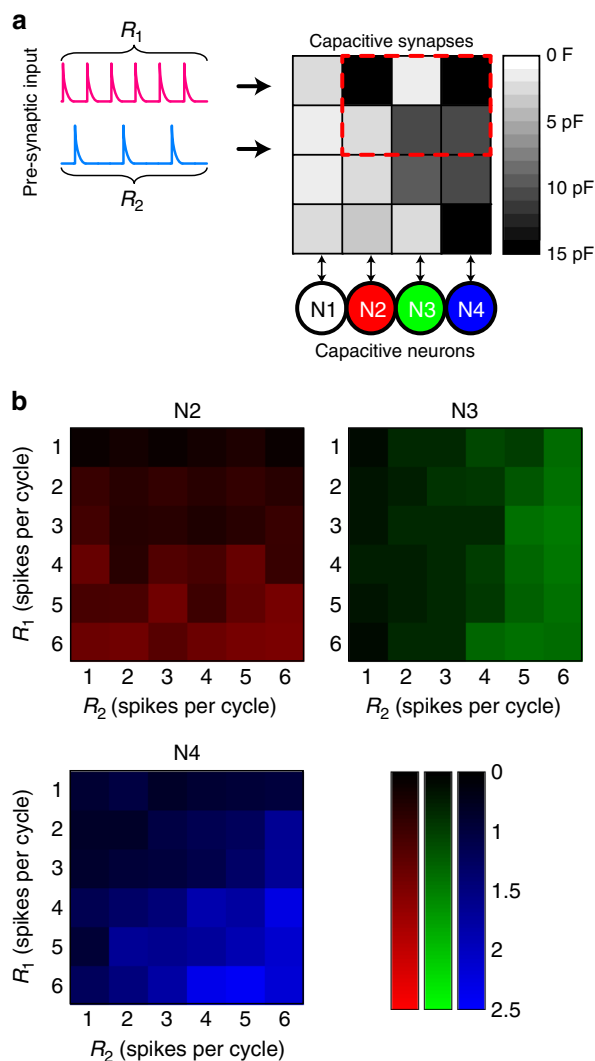 a
R1
Pre-synaptic input
R2
Capacitive synapses
0 F
5 pF
10 pF
15 pF
N1 N2 N3 N4
Capacitive neurons
b
N2
R1 (spikes per cycle)
1
2
3
4
5
6
1 2 3 4 5 6
R2 (spikes per cycle)
N3
1
2
3
4
5
6
1 2 3 4 5 6
R2 (spikes per cycle)
N4
R1 (spikes per cycle)
1
2
3
4
5
6
1 2 3 4 5 6
R2 (spikes per cycle)
0
1
1.5
2
2.5